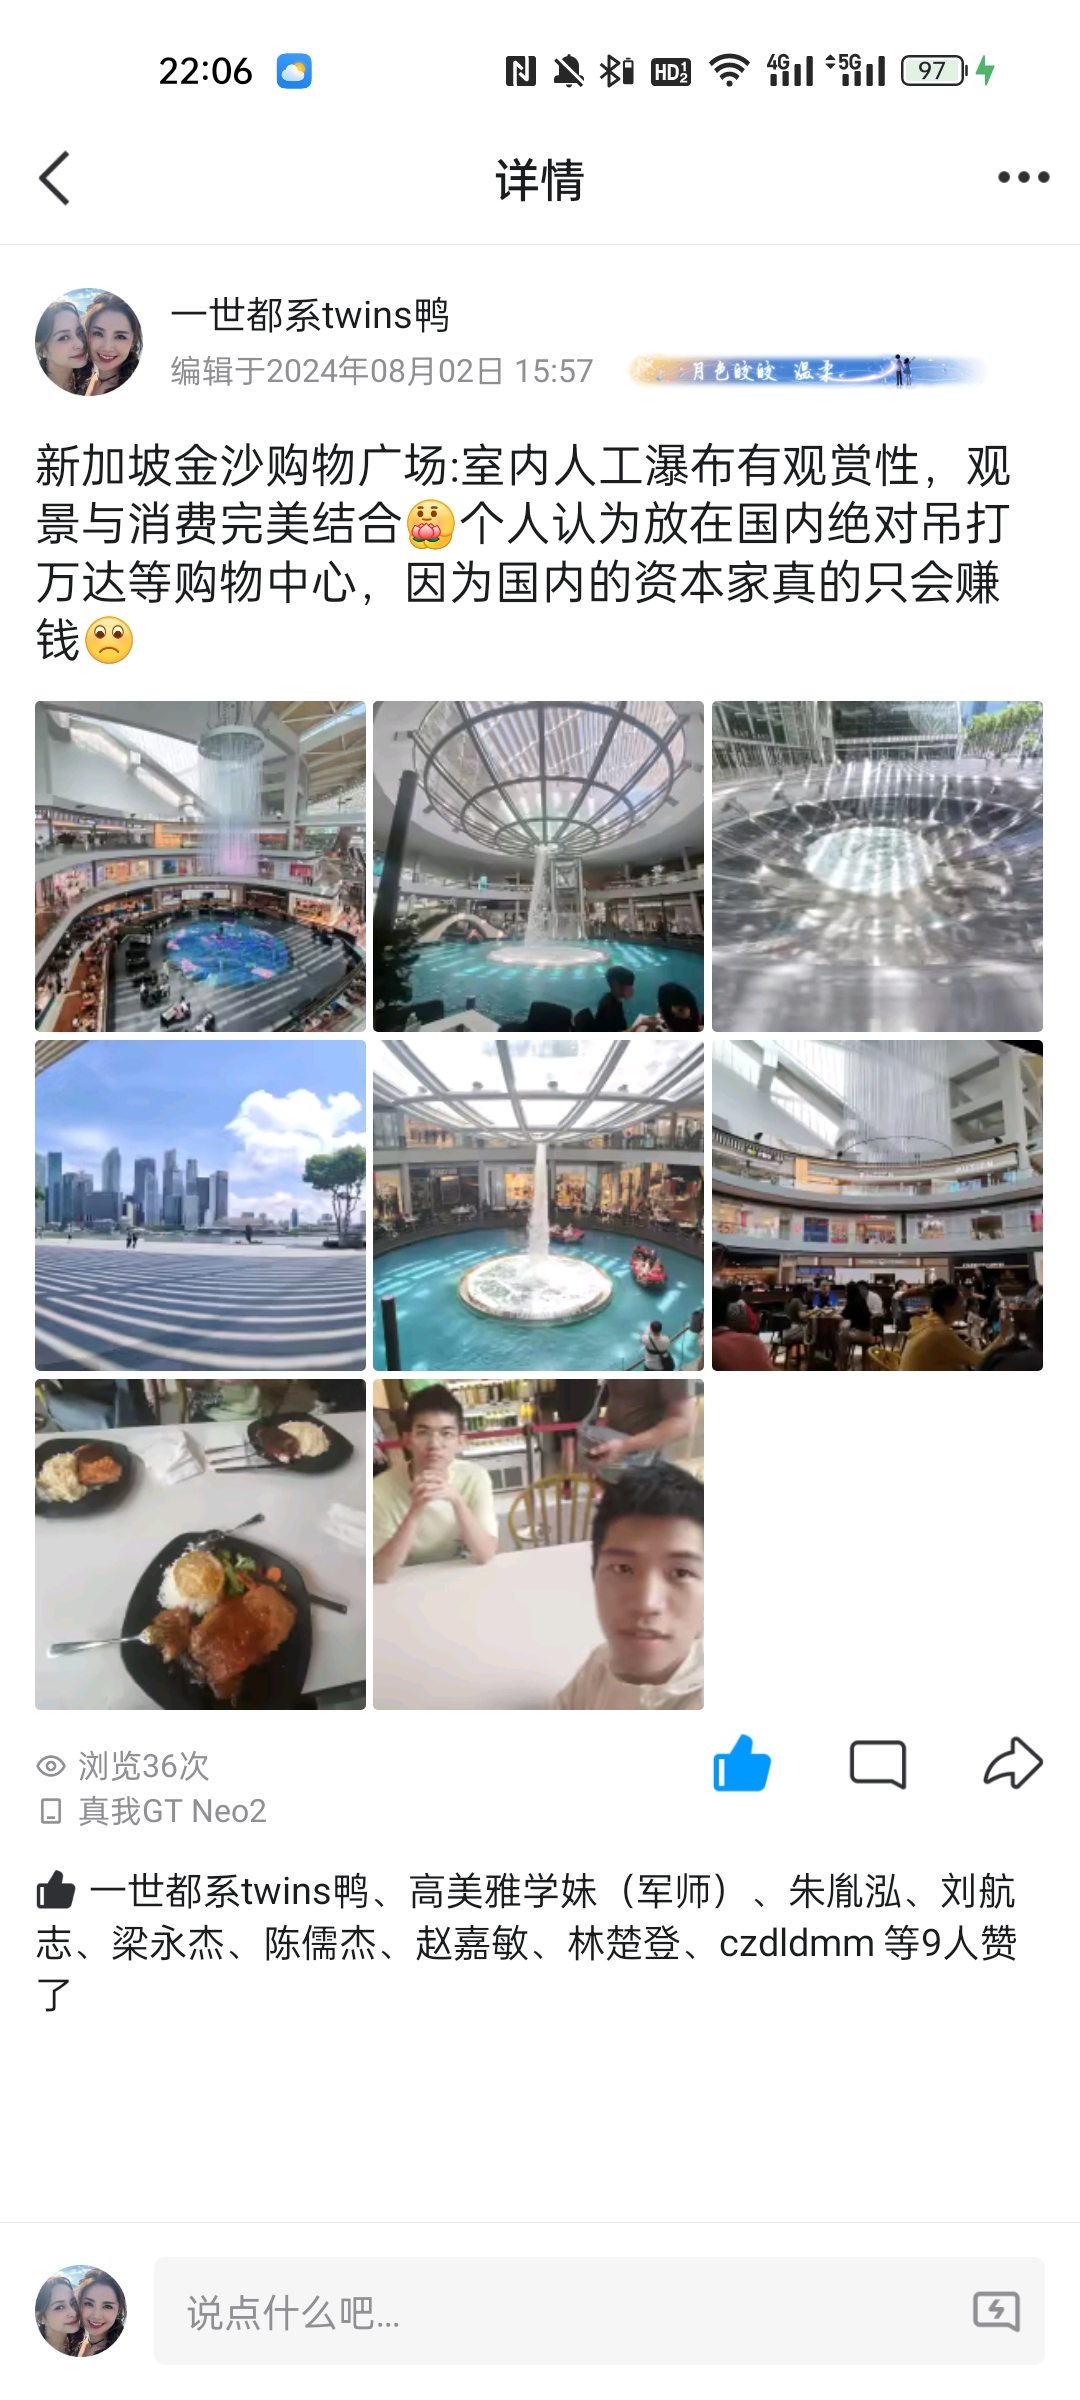 22:06
HD 1 2
4G
5G
97
详情
一世都系twins鸭
编辑于2024年08月02日 15:57
月色皎皎 温柔
新加坡金沙购物广场:室内人工瀑布有观赏性，观
景与消费完美结合个人认为放在国内绝对吊打
万达等购物中心，因为国内的资本家真的只会赚
钱
浏览36次
真我GT Neo2
一世都系twins鸭、高美雅学妹（军师）、朱胤泓、刘航
志、梁永杰、陈儒杰、赵嘉敏、林楚登、czdldmm 等9人赞
了
说点什么吧...